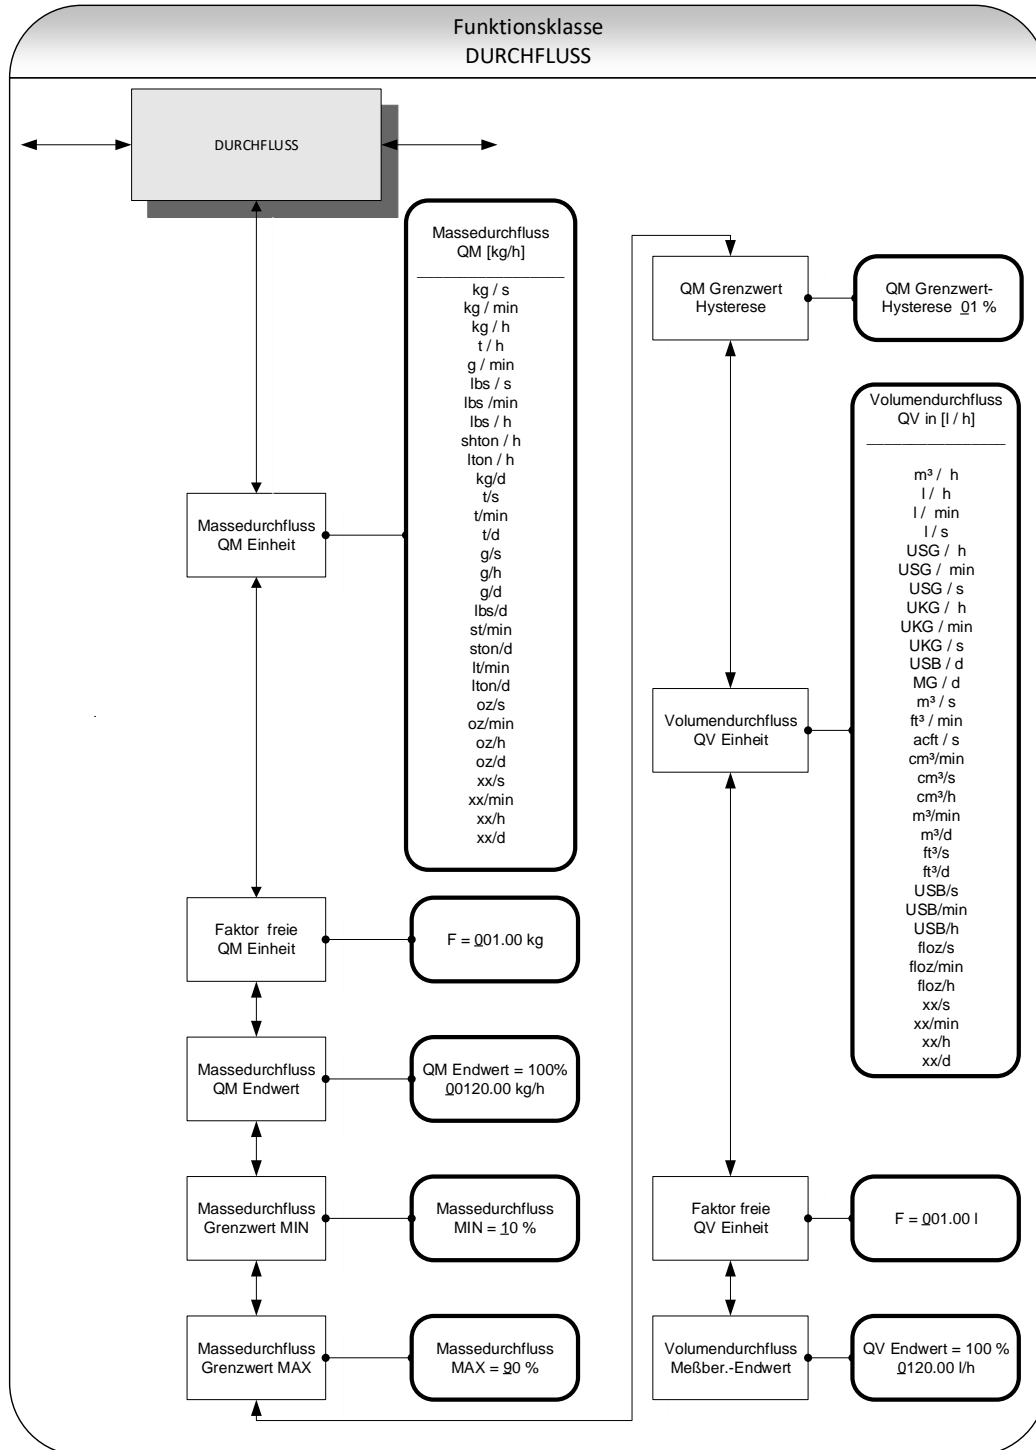 Funktionsklasse
DURCHFLUSS
DURCHFLUSS
Massedurchfluss
QM Einheit
Massedurchfluss
QM [kg/h]
kg / s
kg / min
kg / h
t / h
g / min
lbs / s
lbs /min
lbs / h
shton / h
lton / h
kg/d
t/s
t/min
t/d
g/s
g/h
g/d
lbs/d
st/min
ston/d
lt/min
lton/d
oz/s
oz/min
oz/h
oz/d
xx/s
xx/min
xx/h
xx/d
Faktor freie
QM Einheit
F = 001.00 kg
Massedurchfluss
QM Endwert
QM Endwert = 100%
00120.00 kg/h
Massedurchfluss
Grenzwert MIN
Massedurchfluss
MIN = 10 %
Massedurchfluss
Grenzwert MAX
Massedurchfluss
MAX = 90 %
QM Grenzwert
Hysterese
QM Grenzwert-
Hysterese 01 %
Volumendurchfluss
QV Einheit
Volumendurchfluss
QV in [l / h]
m³ / h
l / h
l / min
l / s
USG / h
USG / min
USG / s
UKG / h
UKG / min
UKG / s
USB / d
MG / d
m³ / s
ft³ / min
acft / s
cm³/min
cm³/s
cm³/h
m³/min
m³/d
ft³/s
ft³/d
USB/s
USB/min
USB/h
floz/s
floz/min
floz/h
xx/s
xx/min
xx/h
xx/d
Faktor freie
QV Einheit
F = 001.00 l
Volumendurchfluss
Meßber.-Endwert
QV Endwert = 100 %
0120.00 l/h